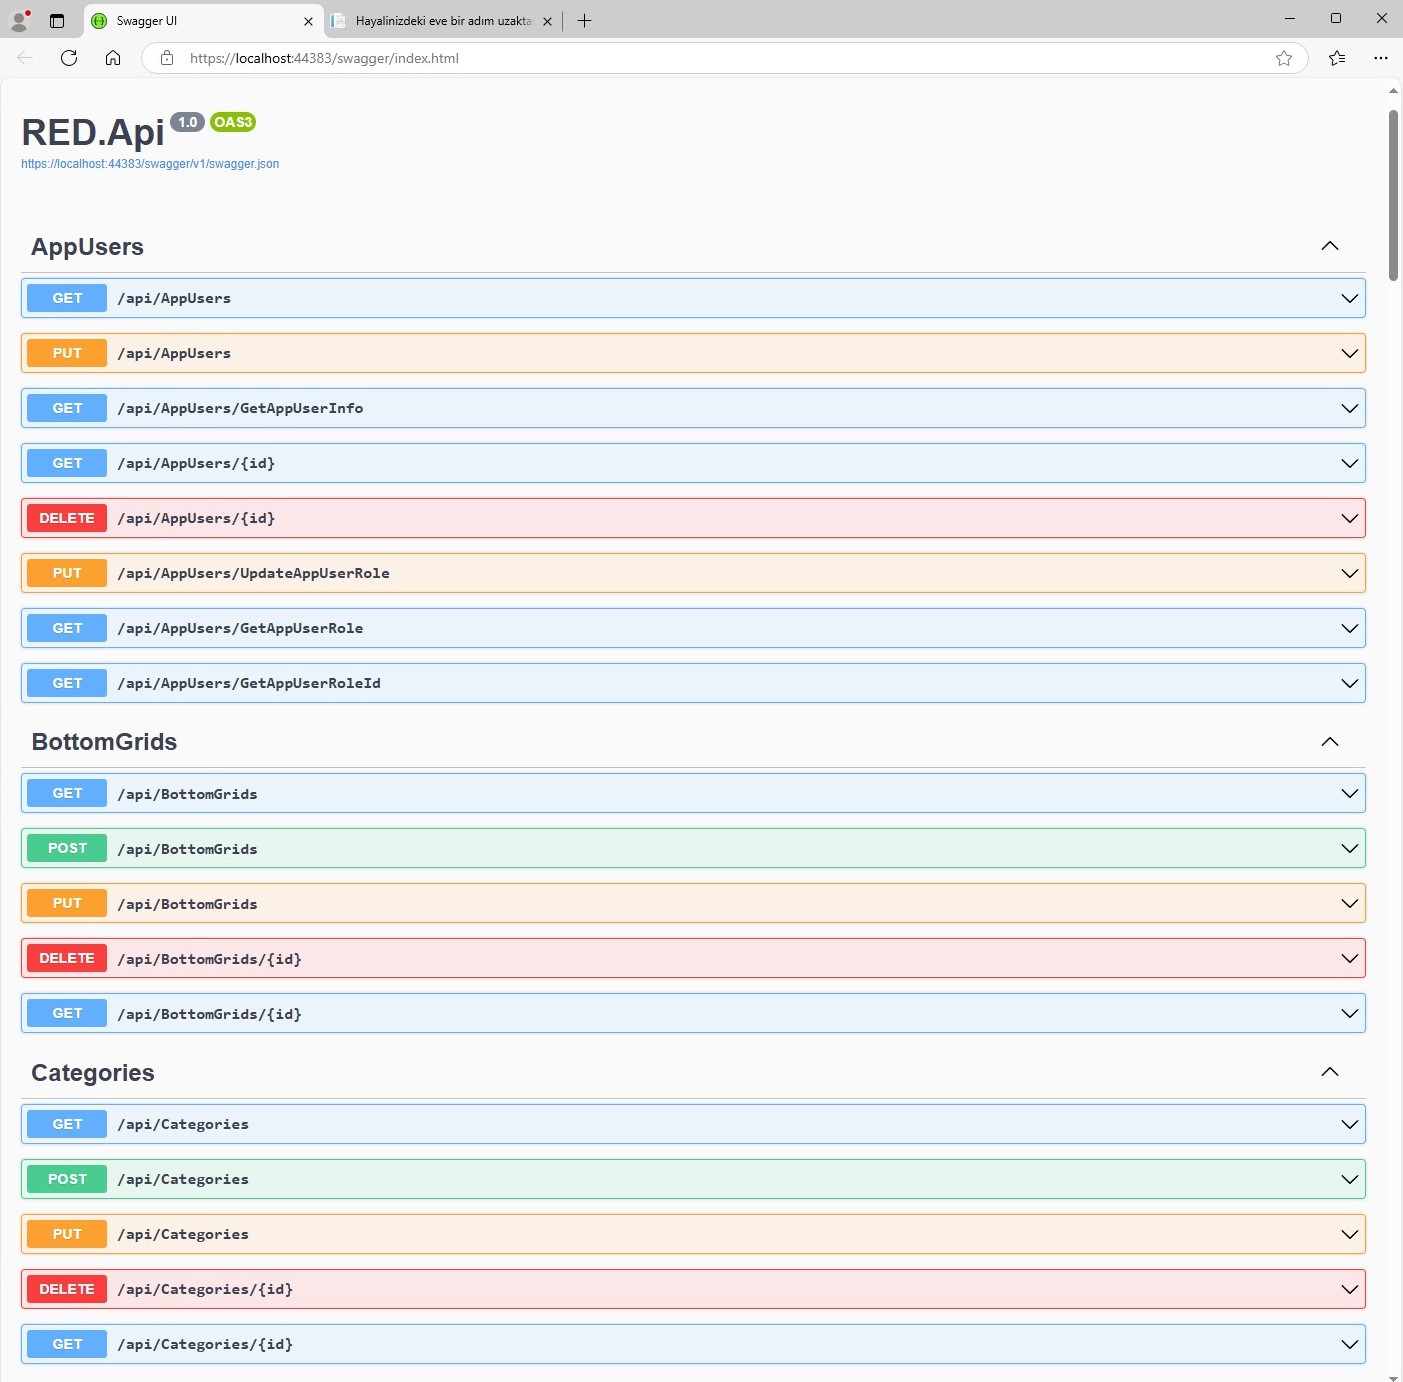 Swagger UI
Hayalinizdeki eve bir adım uzakta
https://localhost:44383/swagger/index.html
RED.Api 1.0 OAS3
https://localhost:44383/swagger/v1/swagger.json
AppUsers
GET /api/AppUsers
PUT /api/AppUsers
GET /api/AppUsers/GetAppUserInfo
GET /api/AppUsers/{id}
DELETE /api/AppUsers/{id}
PUT /api/AppUsers/UpdateAppUserRole
GET /api/AppUsers/GetAppUserRole
GET /api/AppUsers/GetAppUserRoleId
BottomGrids
GET /api/BottomGrids
POST /api/BottomGrids
PUT /api/BottomGrids
DELETE /api/BottomGrids/{id}
GET /api/BottomGrids/{id}
Categories
GET /api/Categories
POST /api/Categories
PUT /api/Categories
DELETE /api/Categories/{id}
GET /api/Categories/{id}